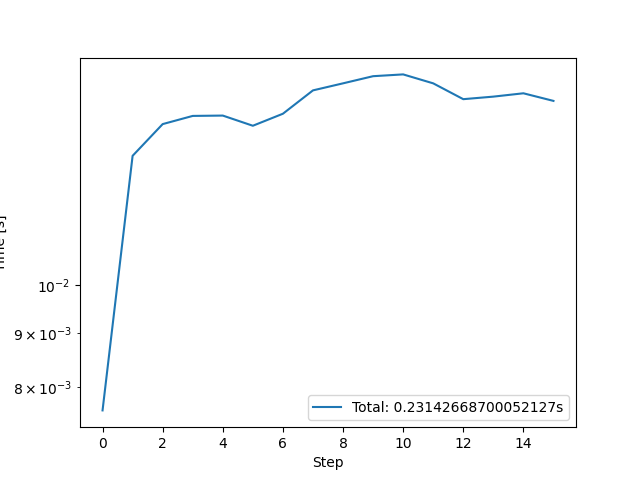 Time [s]
10⁻²
9 × 10⁻³
8 × 10⁻³
0 2 4 6 8 10 12 14
Step
Total: 0.23142668700052127s